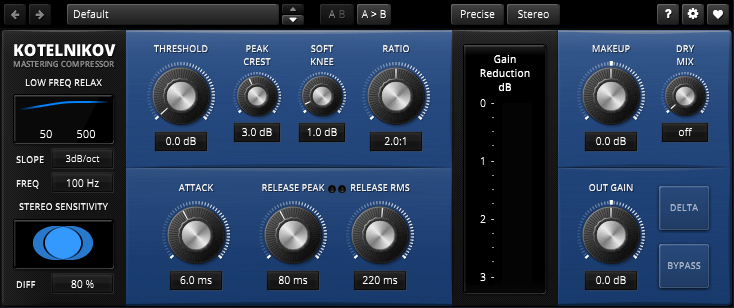 Default
A B
A > B
Precise
Stereo
?
KOTELNIKOV
MASTERING COMPRESSOR
LOW FREQ RELAX
50 500
SLOPE 3dB/oct
FREQ 100 Hz
STEREO SENSITIVITY
DIFF 80 %
THRESHOLD
0.0 dB
PEAK
CREST
3.0 dB
SOFT
KNEE
1.0 dB
RATIO
2.0:1
ATTACK
6.0 ms
RELEASE PEAK
80 ms
RELEASE RMS
220 ms
Gain
Reduction
dB
0 -
1 -
2 -
3 -
MAKEUP
0.0 dB
DRY
MIX
off
OUT GAIN
0.0 dB
DELTA
BYPASS